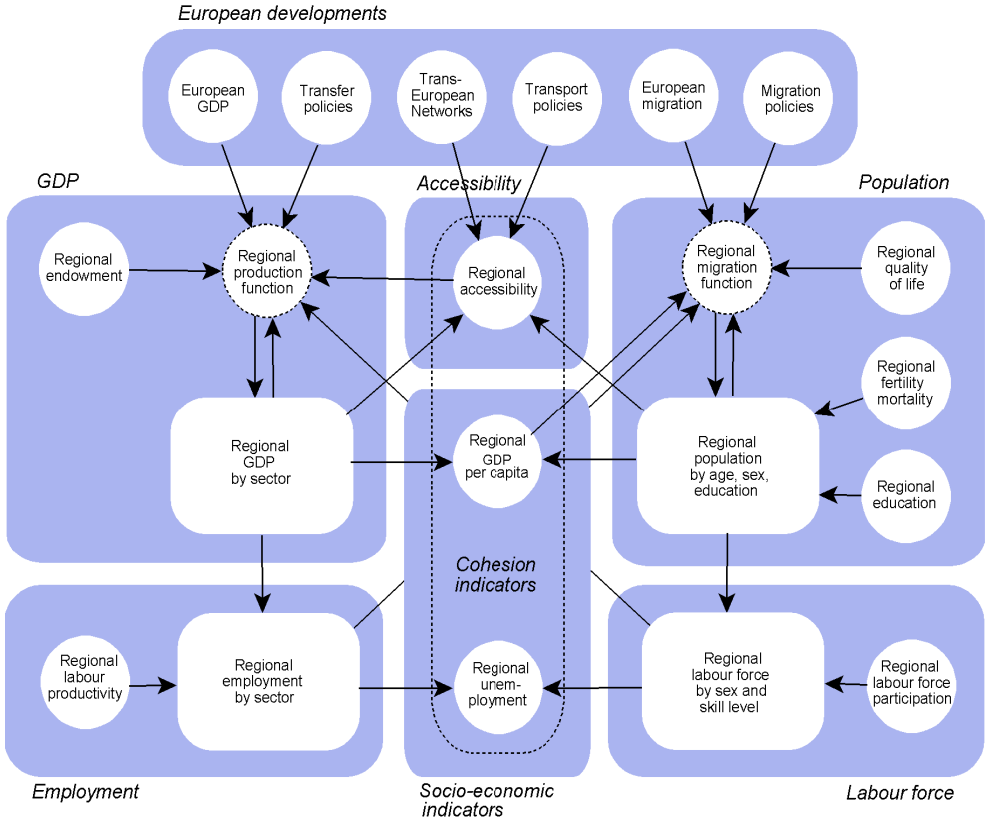 European developments
European
GDP
Transfer
policies
Trans-
European
Networks
Transport
policies
European
migration
Migration
policies
GDP
Accessibility
Population
Regional
endowment
Regional
production
function
Regional
accessibility
Regional
migration
function
Regional
quality
of life
Regional
fertility
mortality
Regional
GDP
by sector
Regional
GDP
per capita
Regional
population
by age, sex,
education
Regional
education
Cohesion
indicators
Regional
labour
productivity
Regional
employment
by sector
Regional
unem-
ployment
Regional
labour force
by sex and
skill level
Regional
labour force
participation
Employment
Socio-economic
indicators
Labour force